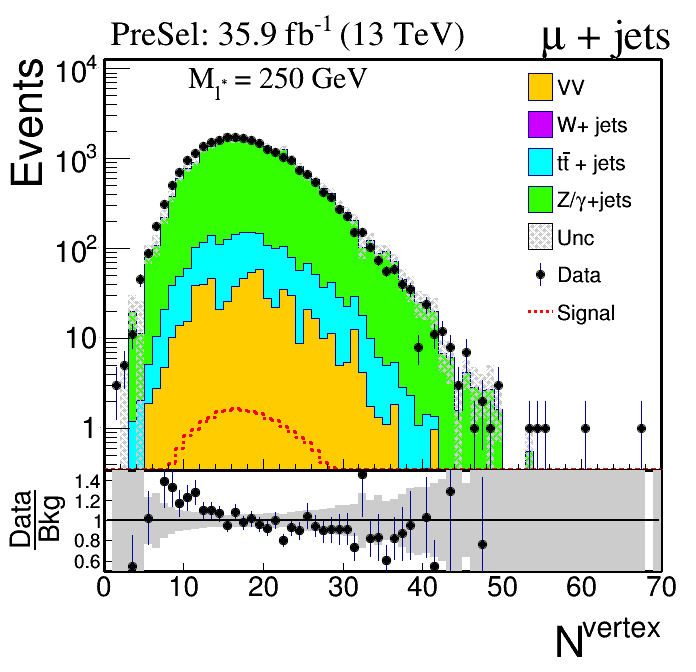 PreSel: 35.9 fb-1 (13 TeV)
μ + jets
M l* = 250 GeV
Events
10^4
10^3
10^2
10
1
VV
W+ jets
tt̄ + jets
Z/γ+jets
Unc
Data
Signal
Data
Bkg
1.4
1.2
1
0.8
0.6
0 10 20 30 40 50 60 70
N^vertex